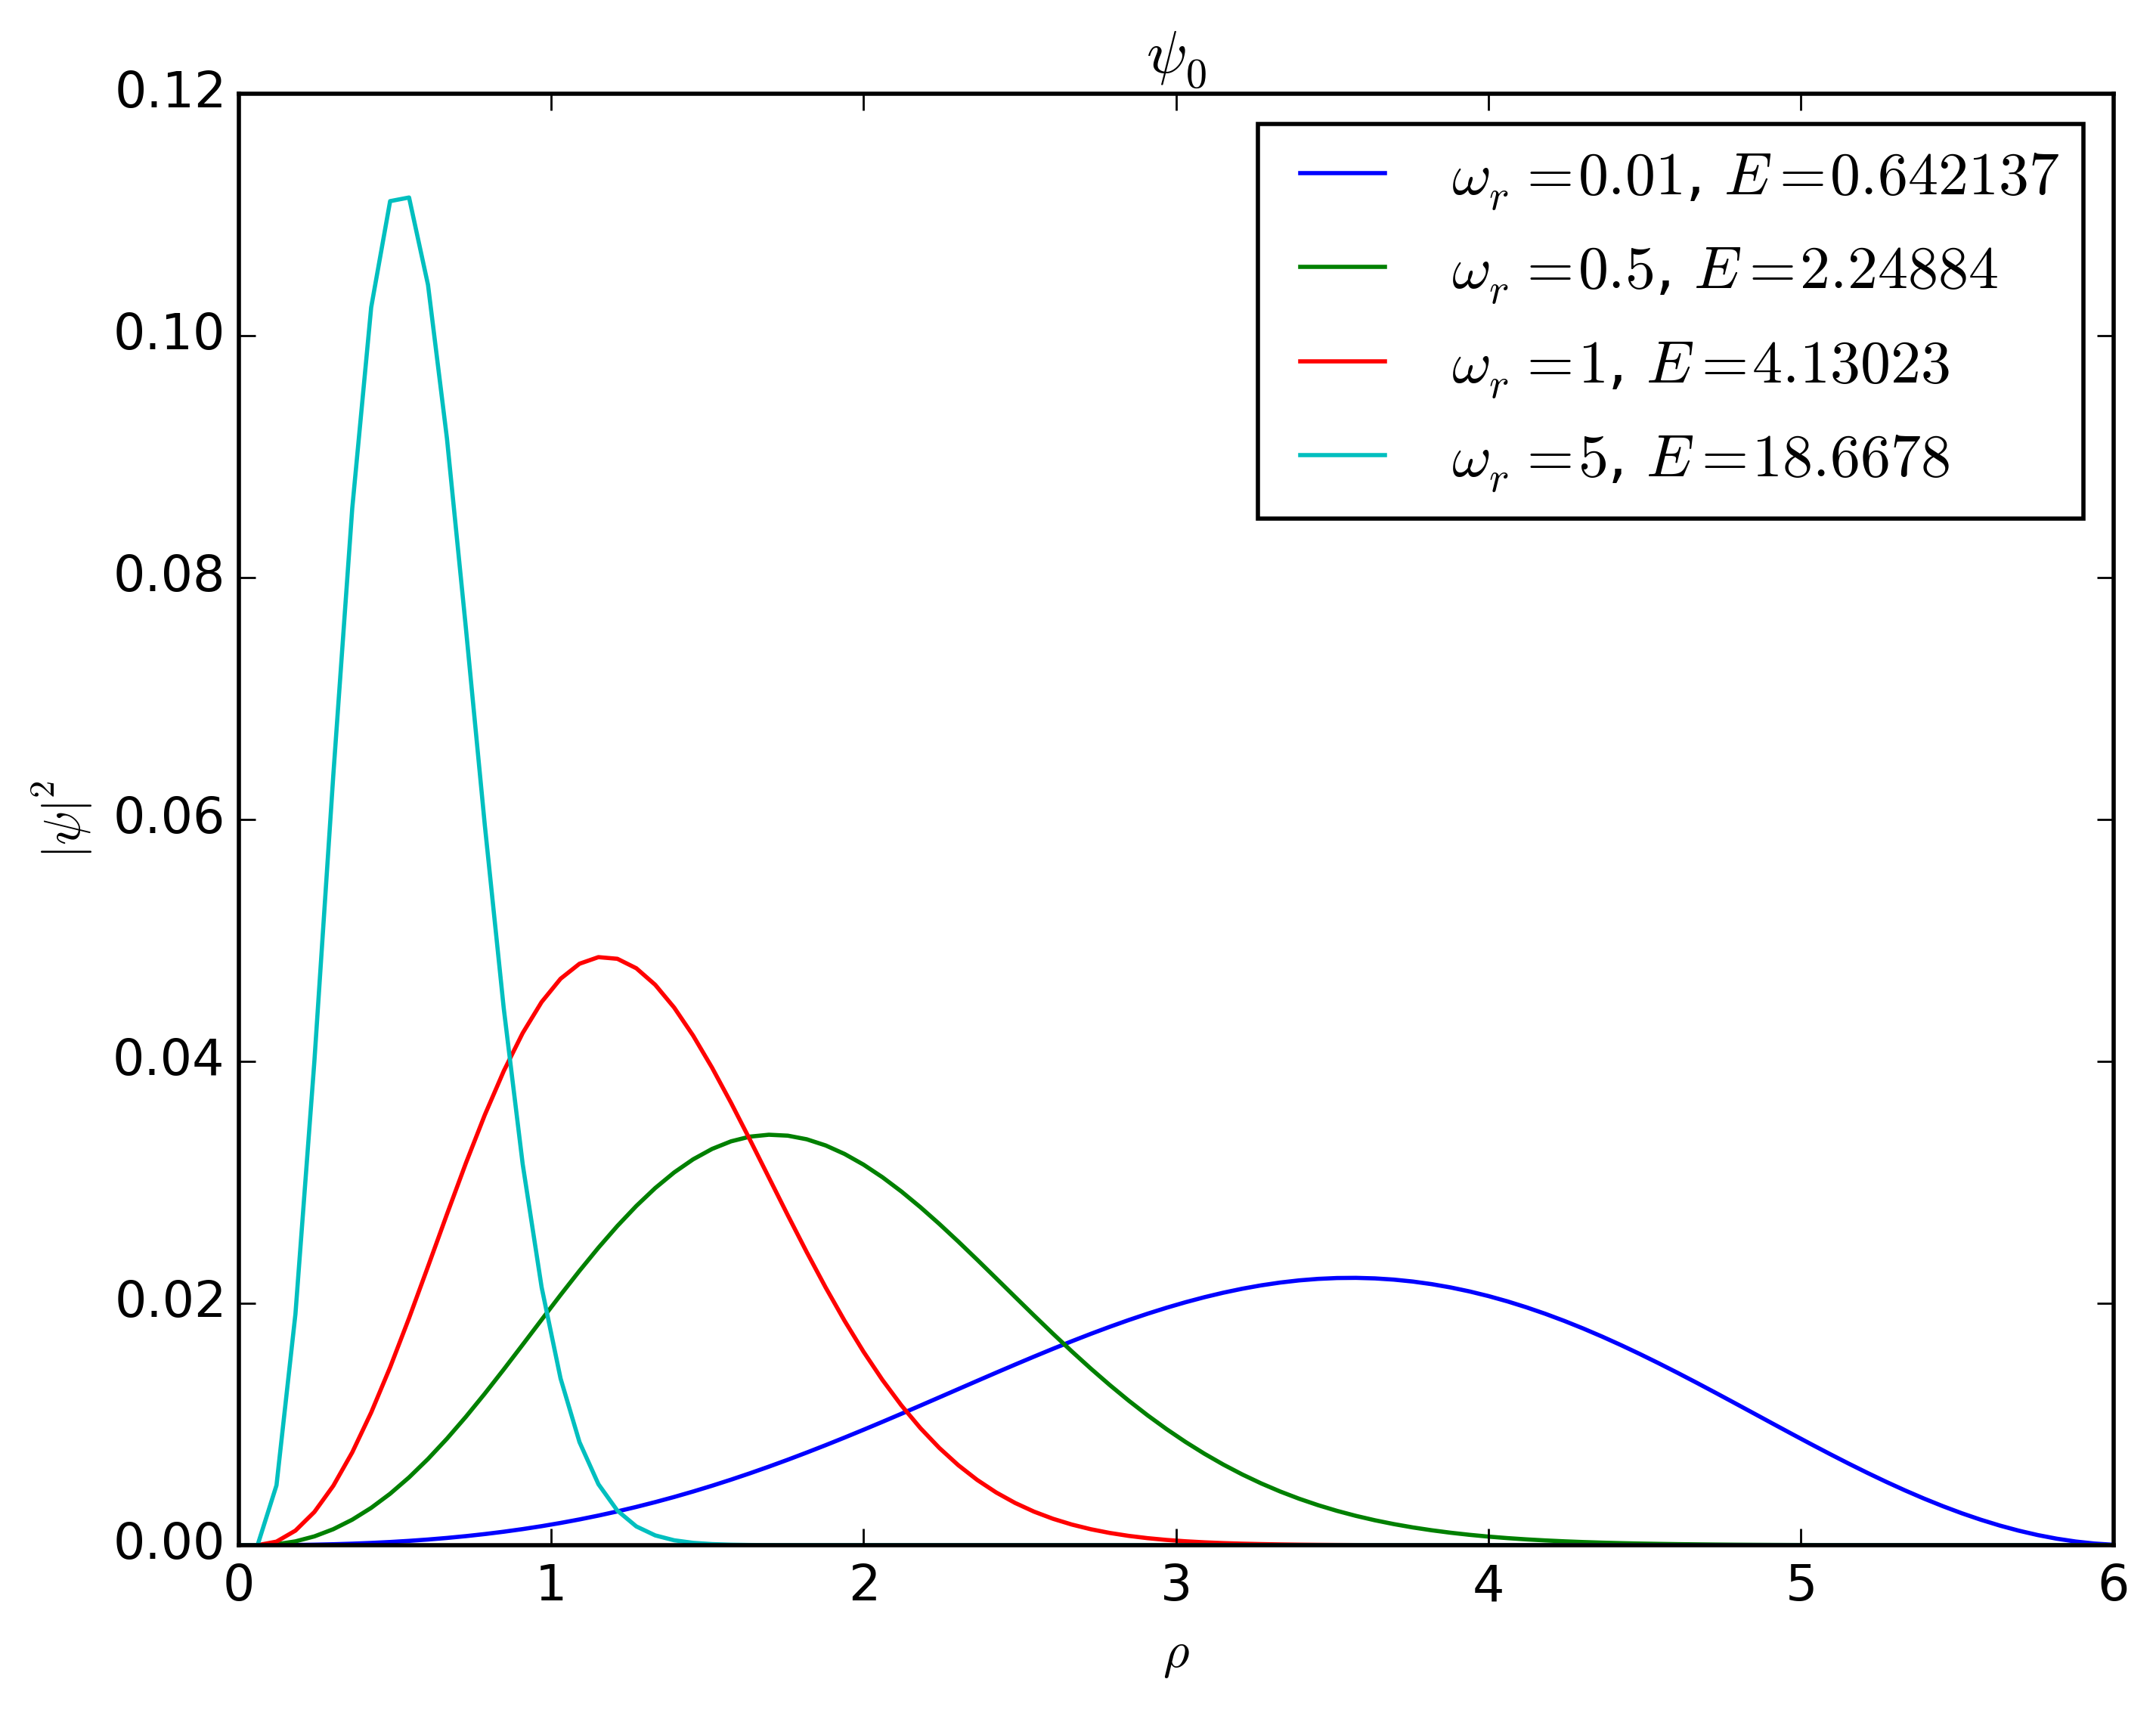 ψ₀
0.12
0.10
0.08
0.06
0.04
0.02
0.00
|ψ|²
ωᵣ =0.01, E=0.642137
ωᵣ =0.5, E=2.24884
ωᵣ =1, E=4.13023
ωᵣ =5, E=18.6678
0 1 2 3 4 5 6
ρ